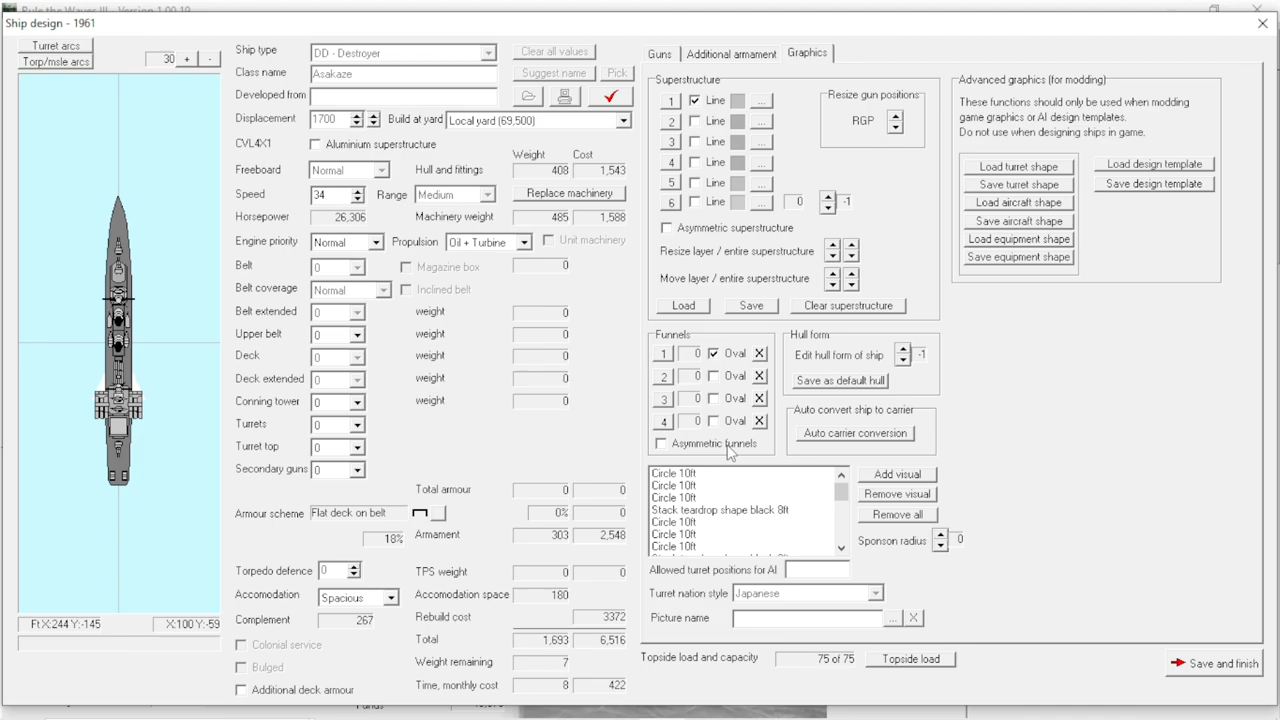 Rule the Waves III - Version 1.00.19
Ship design - 1961
Turret arcs
Torp/msle arcs
30 + -
Ft X:244 Y:-145 X:100 Y:-59
Ship type DD - Destroyer Clear all values
Class name Asakaze Suggest name Pick
Developed from
Displacement 1700 Build at yard Local yard (69,500)
CVL4X1 Aluminium superstructure
Weight Cost
Freeboard Normal Hull and fittings 408 1,543
Speed 34 Range Medium Replace machinery
Horsepower 26,306 Machinery weight 485 1,588
Engine priority Normal Propulsion Oil + Turbine Unit machinery
Belt 0 Magazine box 0
Belt coverage Normal Inclined belt
Belt extended 0 weight 0
Upper belt 0 weight 0
Deck 0 weight 0
Deck extended 0 weight 0
Conning tower 0 weight 0
Turrets 0
Turret top 0
Secondary guns 0
Total armour 0 0
Armour scheme Flat deck on belt 0% 0
18% Armament 303 2,548
Torpedo defence 0 TPS weight 0 0
Accomodation Spacious Accomodation space 180
Complement 267 Rebuild cost 3372
Colonial service Total 1,693 6,516
Bulged Weight remaining 7
Additional deck armour Time, monthly cost 8 422
Guns Additional armament Graphics
Superstructure
1 Line ...
2 Line ...
3 Line ...
4 Line ...
5 Line ...
6 Line ... 0 -1
Asymmetric superstructure
Resize layer / entire superstructure
Move layer / entire superstructure
Load Save Clear superstructure
Resize gun positions
RGP
Advanced graphics (for modding)
These functions should only be used when modding
game graphics or AI design templates.
Do not use when designing ships in game.
Load turret shape Load design template
Save turret shape Save design template
Load aircraft shape
Save aircraft shape
Load equipment shape
Save equipment shape
Funnels
1 0 Oval X
2 0 Oval X
3 0 Oval X
4 0 Oval X
Asymmetric funnels
Hull form
Edit hull form of ship -1
Save as default hull
Auto convert ship to carrier
Auto carrier conversion
Circle 10ft
Circle 10ft
Circle 10ft
Stack teardrop shape black 8ft
Circle 10ft
Circle 10ft
Circle 10ft
Add visual
Remove visual
Remove all
Sponson radius 0
Allowed turret positions for AI
Turret nation style Japanese
Picture name ... X
Topside load and capacity 75 of 75 Topside load
Save and finish